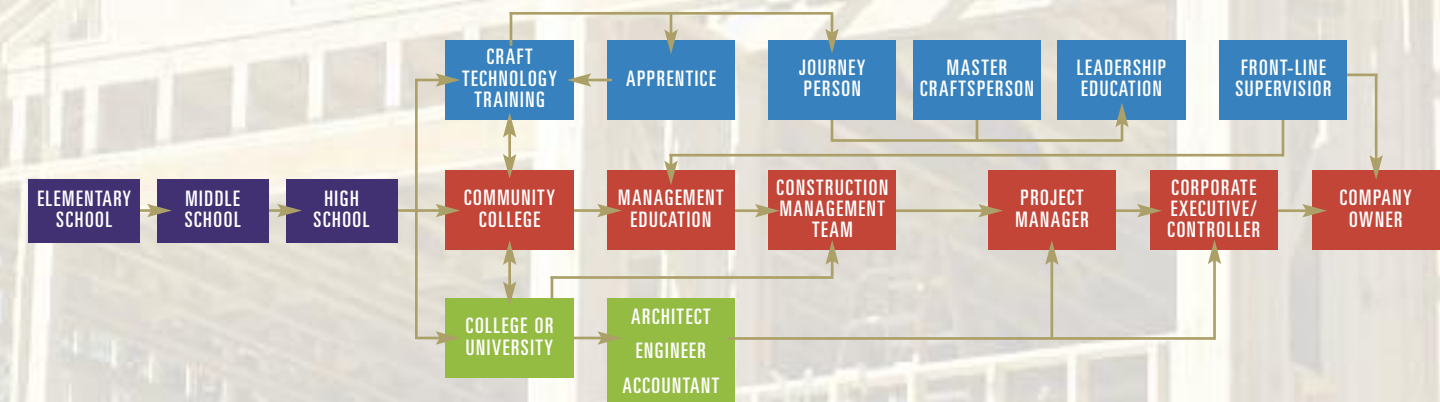 CRAFT
TECHNOLOGY
TRAINING
APPRENTICE
JOURNEY
PERSON
MASTER
CRAFTSPERSON
LEADERSHIP
EDUCATION
FRONT-LINE
SUPERVISIOR
ELEMENTARY
SCHOOL
MIDDLE
SCHOOL
HIGH
SCHOOL
COMMUNITY
COLLEGE
MANAGEMENT
EDUCATION
CONSTRUCTION
MANAGEMENT
TEAM
PROJECT
MANAGER
CORPORATE
EXECUTIVE/
CONTROLLER
COMPANY
OWNER
COLLEGE OR
UNIVERSITY
ARCHITECT
ENGINEER
ACCOUNTANT